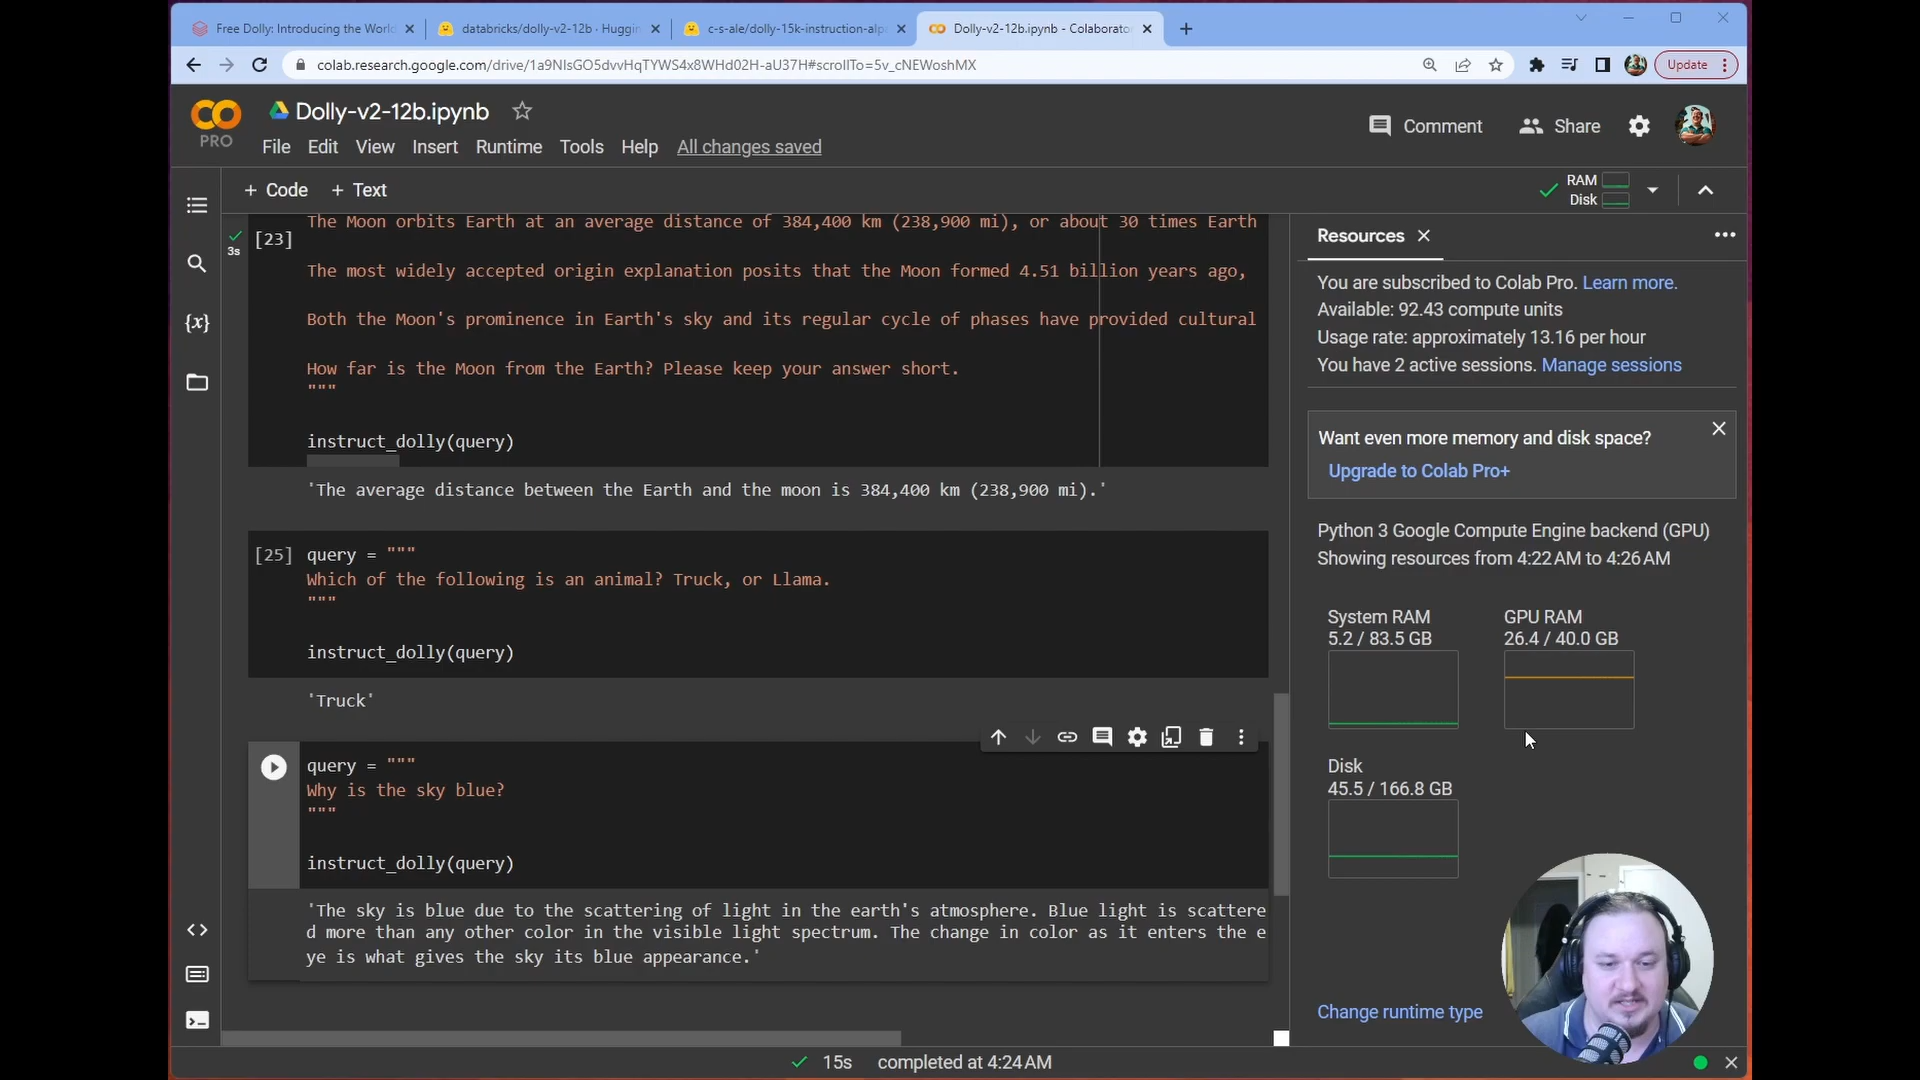 Free Dolly: Introducing the World
databricks/dolly-v2-12b · Huggin
c-s-ale/dolly-15k-instruction-alp
Dolly-v2-12b.ipynb - Colaborato
colab.research.google.com/drive/1a9NIsGO5dvvHqTYWS4x8WHd02H-aU37H#scrollTo=5v_cNEWoshMX
Update
PRO
Dolly-v2-12b.ipynb
File Edit View Insert Runtime Tools Help All changes saved
Comment
Share
+ Code + Text
RAM
Disk
[23]
3s
The Moon orbits Earth at an average distance of 384,400 km (238,900 mi), or about 30 times Earth
The most widely accepted origin explanation posits that the Moon formed 4.51 billion years ago,
Both the Moon's prominence in Earth's sky and its regular cycle of phases have provided cultural
How far is the Moon from the Earth? Please keep your answer short.
"""
instruct_dolly(query)
'The average distance between the Earth and the moon is 384,400 km (238,900 mi).'
[25] query = """
Which of the following is an animal? Truck, or Llama.
"""
instruct_dolly(query)
'Truck'
query = """
Why is the sky blue?
"""
instruct_dolly(query)
'The sky is blue due to the scattering of light in the earth's atmosphere. Blue light is scattere
d more than any other color in the visible light spectrum. The change in color as it enters the e
ye is what gives the sky its blue appearance.'
Resources
You are subscribed to Colab Pro. Learn more.
Available: 92.43 compute units
Usage rate: approximately 13.16 per hour
You have 2 active sessions. Manage sessions
Want even more memory and disk space?
Upgrade to Colab Pro+
Python 3 Google Compute Engine backend (GPU)
Showing resources from 4:22 AM to 4:26 AM
System RAM
5.2 / 83.5 GB
GPU RAM
26.4 / 40.0 GB
Disk
45.5 / 166.8 GB
Change runtime type
15s completed at 4:24 AM